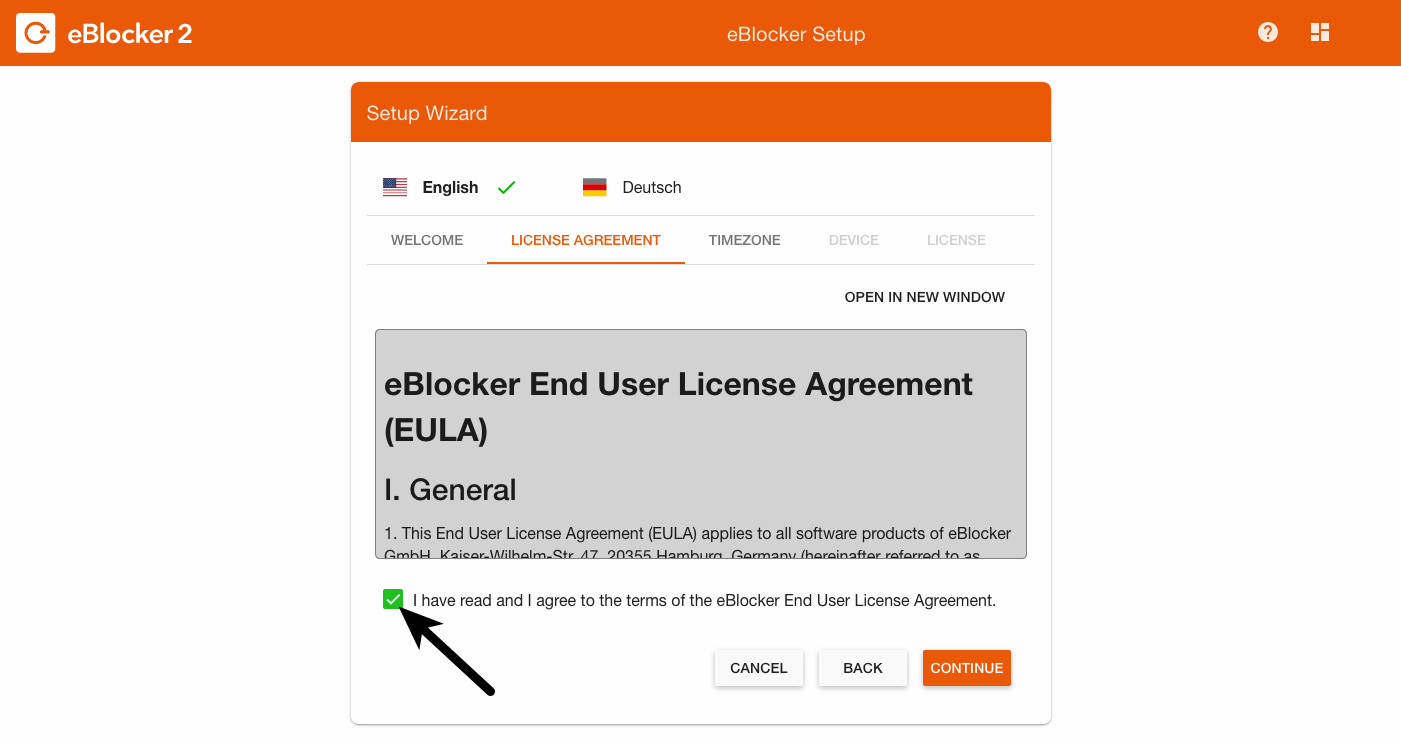 eBlocker 2
eBlocker Setup
Setup Wizard
English
Deutsch
WELCOME
LICENSE AGREEMENT
TIMEZONE
DEVICE
LICENSE
OPEN IN NEW WINDOW
eBlocker End User License Agreement
(EULA)
I. General
1. This End User License Agreement (EULA) applies to all software products of eBlocker
GmbH, Kaiser-Wilhelm-Str. 47, 20355 Hamburg, Germany (hereinafter referred to as
I have read and I agree to the terms of the eBlocker End User License Agreement.
CANCEL
BACK
CONTINUE